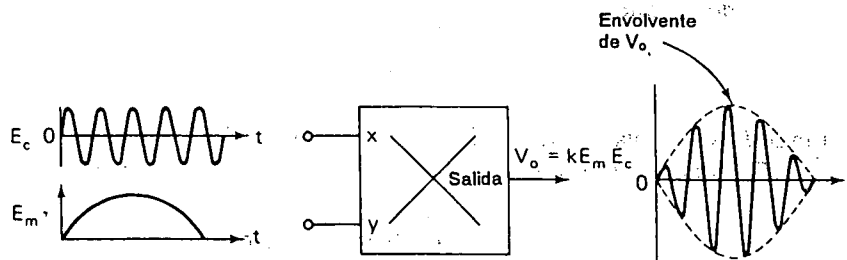 Envolvente
de Vo
Ec 0 t
Em t
x
y
Salida
Vo = kEm Ec
0